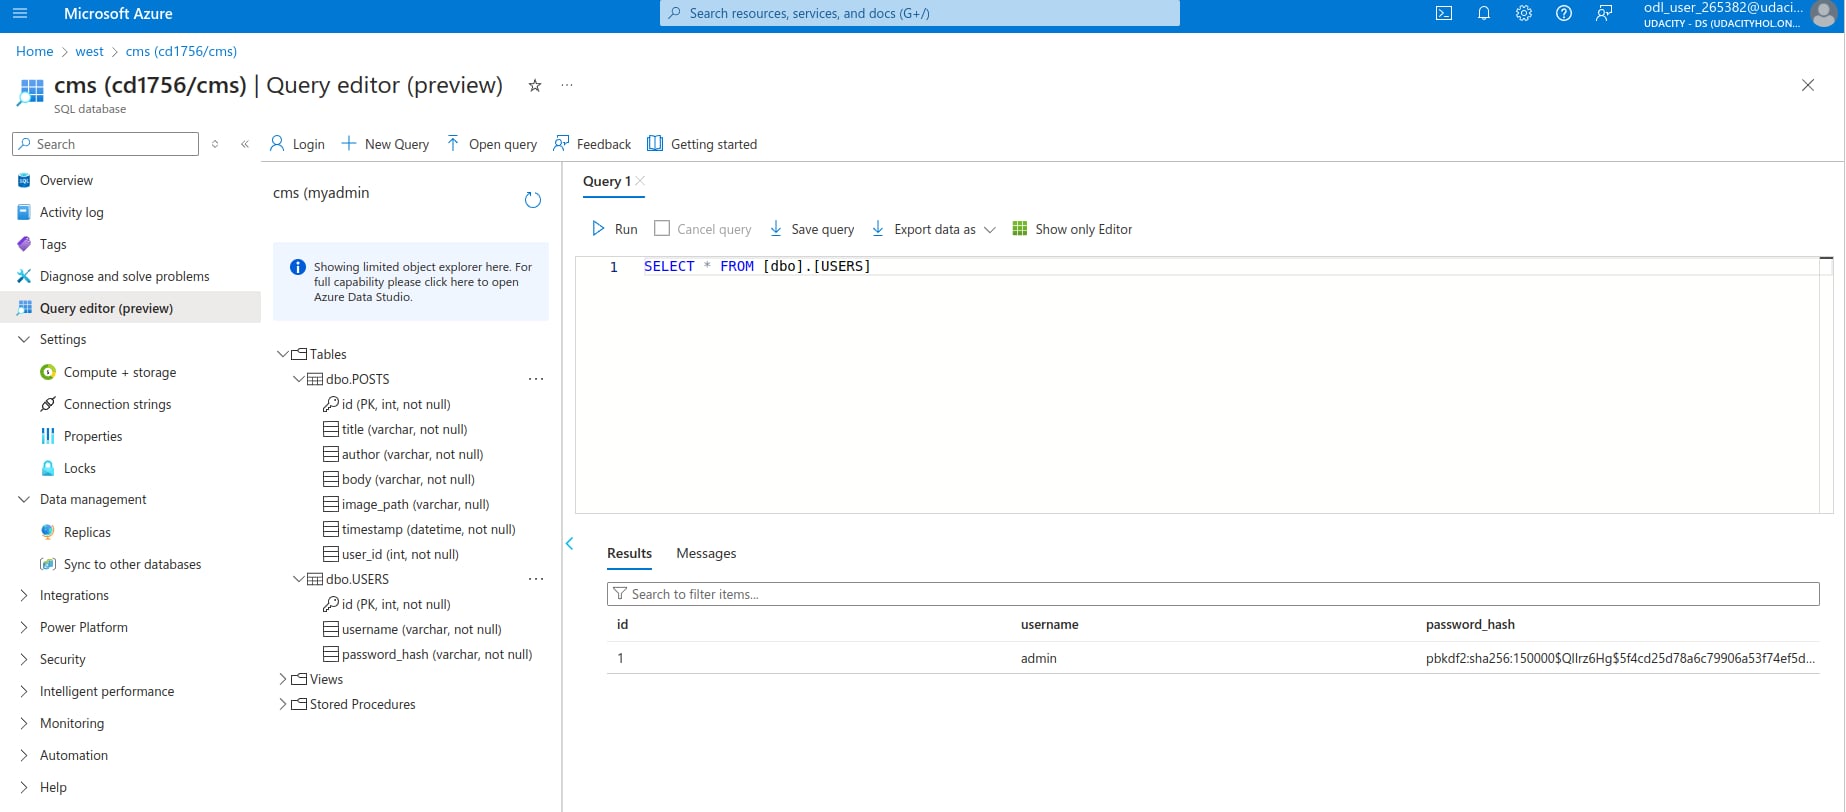 Microsoft Azure
Search resources, services, and docs (G+/)
odl_user_265382@udaci...
UDACITY - DS (UDACITYHOL.ON...
Home > west > cms (cd1756/cms)
cms (cd1756/cms) | Query editor (preview)
SQL database
Search
Login
New Query
Open query
Feedback
Getting started
Overview
Activity log
Tags
Diagnose and solve problems
Query editor (preview)
Settings
Compute + storage
Connection strings
Properties
Locks
Data management
Replicas
Sync to other databases
Integrations
Power Platform
Security
Intelligent performance
Monitoring
Automation
Help
cms (myadmin
Showing limited object explorer here. For
full capability please click here to open
Azure Data Studio.
Tables
dbo.POSTS
id (PK, int, not null)
title (varchar, not null)
author (varchar, not null)
body (varchar, not null)
image_path (varchar, null)
timestamp (datetime, not null)
user_id (int, not null)
dbo.USERS
id (PK, int, not null)
username (varchar, not null)
password_hash (varchar, not null)
Views
Stored Procedures
Query 1
Run
Cancel query
Save query
Export data as
Show only Editor
1 SELECT * FROM [dbo].[USERS]
Results Messages
Search to filter items...
id username password_hash
1 admin pbkdf2:sha256:150000$QlIrz6Hg$5f4cd25d78a6c79906a53f74ef5d...